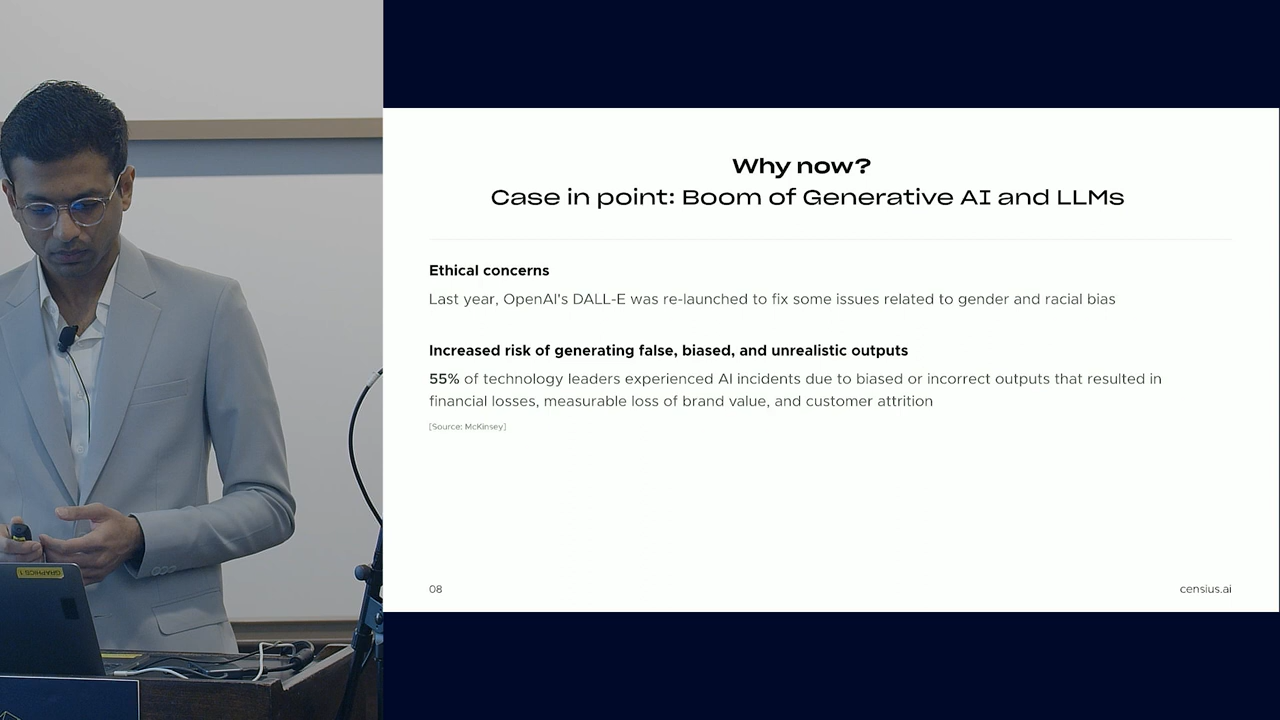 Why now?
Case in point: Boom of Generative AI and LLMs
Ethical concerns
Last year, OpenAI's DALL-E was re-launched to fix some issues related to gender and racial bias
Increased risk of generating false, biased, and unrealistic outputs
55% of technology leaders experienced AI incidents due to biased or incorrect outputs that resulted in
financial losses, measurable loss of brand value, and customer attrition
[Source: McKinsey]
08
censius.ai
GRAPHICS 1